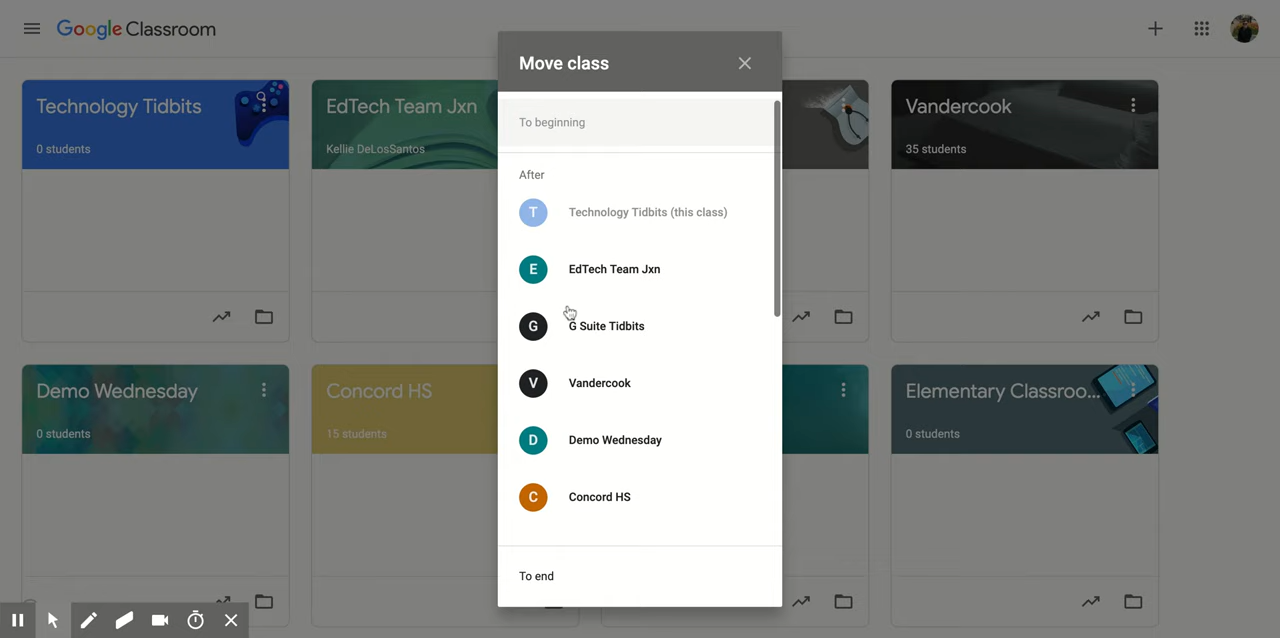 Google Classroom
Move class
Technology Tidbits
0 students
EdTech Team Jxn
Kellie DeLosSantos
Vandercook
35 students
To beginning
After
T Technology Tidbits (this class)
E EdTech Team Jxn
G G Suite Tidbits
V Vandercook
D Demo Wednesday
C Concord HS
To end
Demo Wednesday
0 students
Concord HS
15 students
Elementary Classroo...
0 students